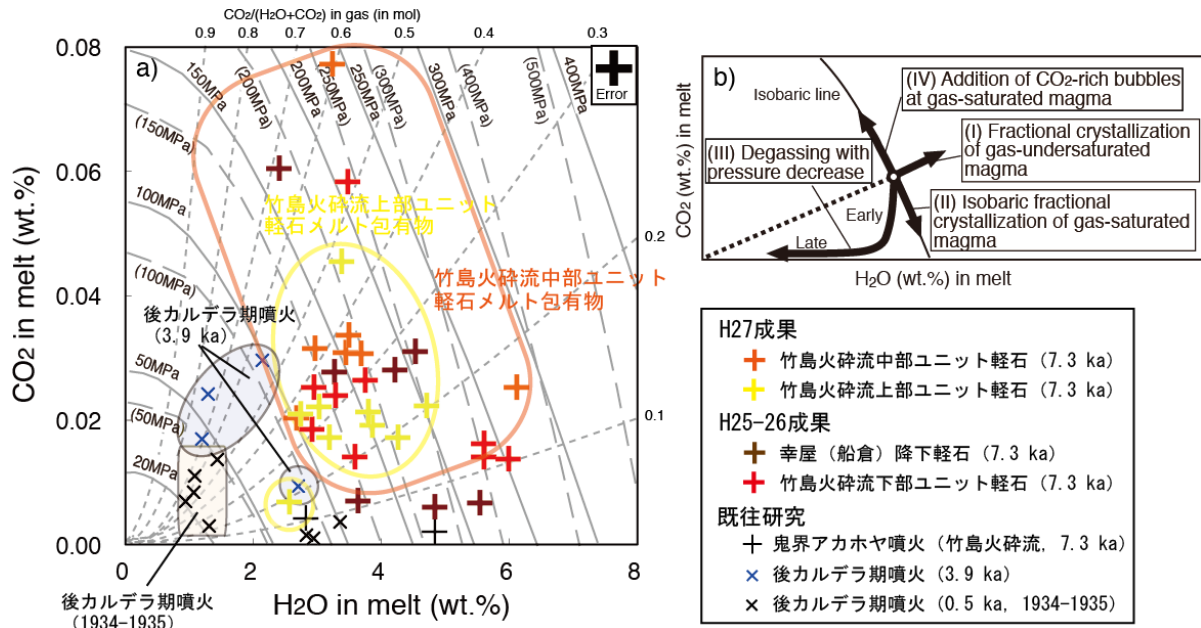 CO2/(H2O+CO2) in gas (in mol)
0.9 0.8 0.7 0.6 0.5 0.4 0.3
a)
0.08
0.06
0.04
0.02
0.00
CO2 in melt (wt.%)
150MPa
(200MPa)
200MPa
(250MPa)
250MPa
(300MPa)
300MPa
(400MPa)
(500MPa)
400MPa
(150MPa)
100MPa
(100MPa)
50MPa
(50MPa)
20MPa
Error
竹島火砕流上部ユニット
軽石メルト包有物
竹島火砕流中部ユニット
軽石メルト包有物
後カルデラ期噴火
(3.9 ka)
0.2
0.1
0 2 4 6 8
H2O in melt (wt.%)
後カルデラ期噴火
(1934-1935)
b)
Isobaric line
(IV) Addition of CO2-rich bubbles
at gas-saturated magma
(I) Fractional
crystallization
of gas-undersaturated
magma
(III) Degassing with
pressure decrease
Early
Late
(II) Isobaric fractional
crystallization of gas-saturated
magma
CO2 (wt.%) in melt
H2O (wt.%) in melt
H27成果
竹島火砕流中部ユニット軽石 (7.3 ka)
竹島火砕流上部ユニット軽石 (7.3 ka)
H25-26成果
幸屋（船倉）降下軽石 (7.3 ka)
竹島火砕流下部ユニット軽石 (7.3 ka)
既往研究
鬼界アカホヤ噴火（竹島火砕流, 7.3 ka)
後カルデラ期噴火 (3.9 ka)
後カルデラ期噴火 (0.5 ka, 1934-1935)